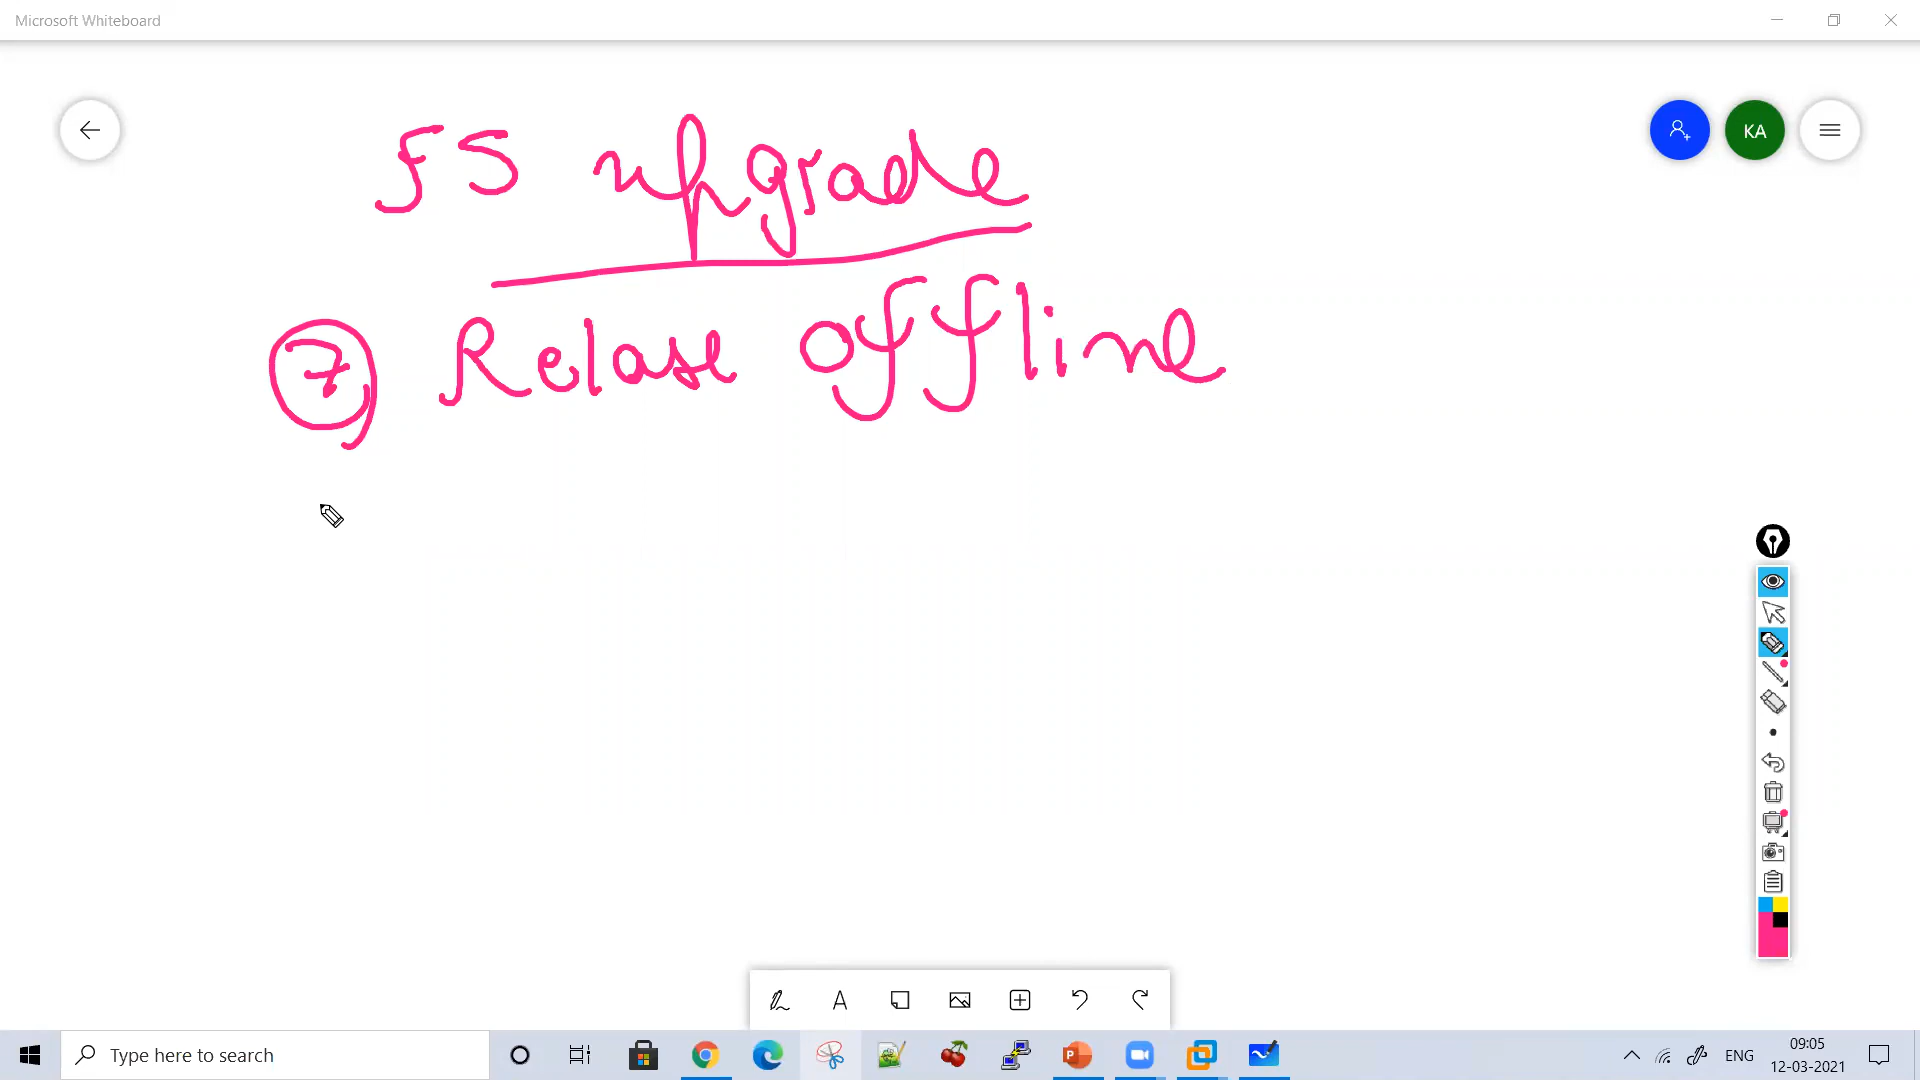 Microsoft Whiteboard
KA
FS upgrade
7 Relase offline
A
Type here to search
ENG
09:05
12-03-2021